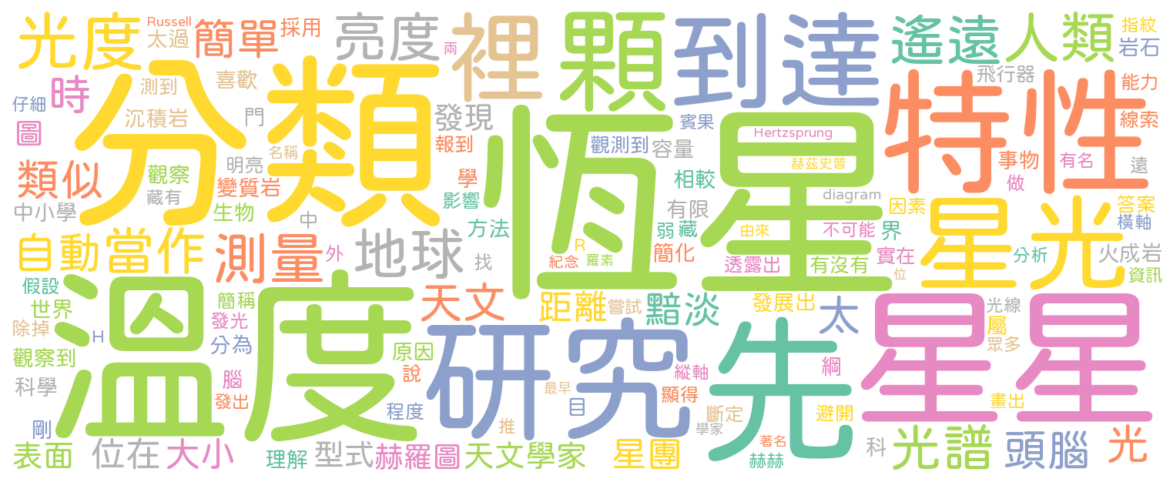 光度
Russell
太過
簡單
採用
亮度
裡
顆
到達
遙遠
人類
指紋
岩石
仔細
時
測到
喜歡
兩
飛行器
能力
分類
沉積岩
門
發現
賓果
Hertzsprung
特性
線索
圖
報到
觀測到
容量
恆星
赫茲史普
事物
有名
遠
類似
觀察
名稱
明亮
學
相較
做
中小學
藏有
變質岩
影響
diagram
因素
答案
生物
中
方法
有限
弱藏
不可能
界
星光
橫軸
自動
當作
測量
外
地球
找
R
簡化
由來
實在
分析
火成岩
紀念
羅素
透露出
有沒有
位
資訊
假設
世界
簡稱
溫度
天文
距離
嘗試
黯淡
發展出
太
光線
屬
星星
除掉
發光
H
分為
原因
研究
先
眾多
觀察到
科學
腦
發出
說
最早
縱軸
顯得
綱
畫出
剛
程度
推
目
斷定
避開
學家
著名
表面
位在
大小
理解
型式
赫羅圖
天文學家
星團
赫赫
科
光譜
頭腦
光